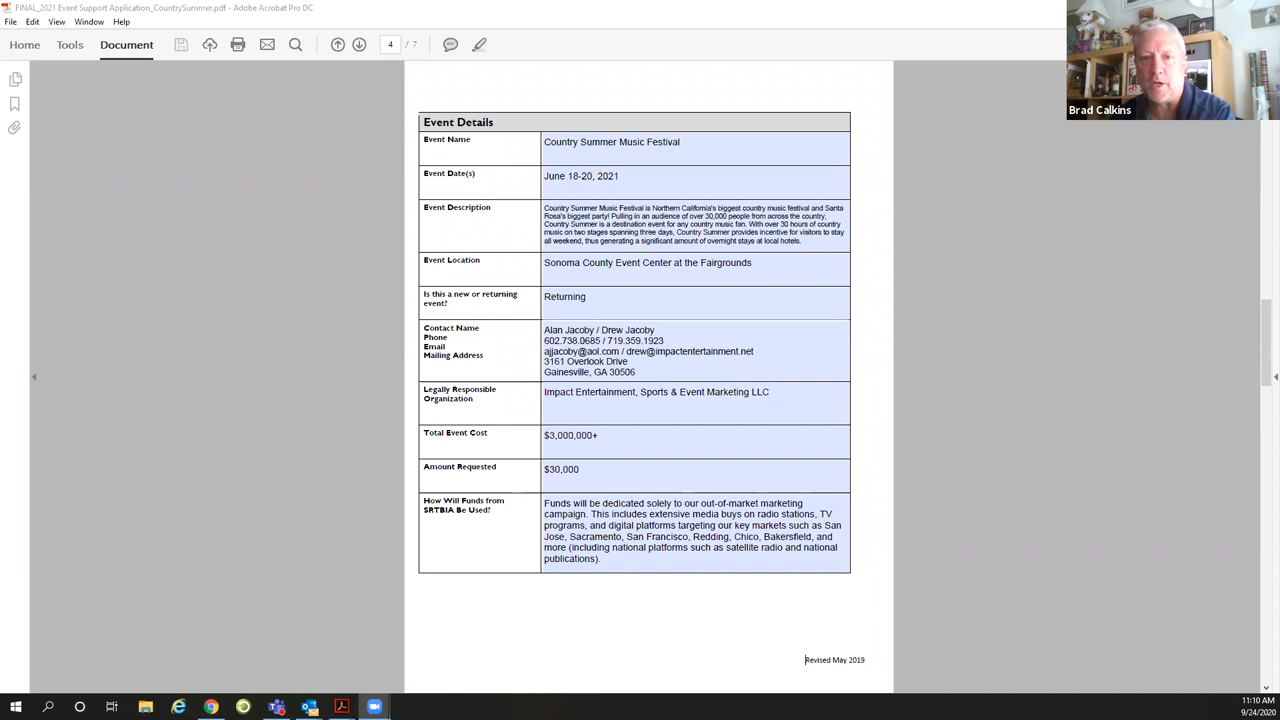 FINAL_2021 Event Support Application_CountrySummer.pdf - Adobe Acrobat Pro DC
File Edit View Window Help
Home Tools Document 4 / 7
Brad Calkins
Event Details
Event Name
Country Summer Music Festival
Event Date(s)
June 18-20, 2021
Event Description
Country Summer Music Festival is Northern California's biggest country music festival and Santa
Rosa's biggest party! Pulling in an audience of over 30,000 people from across the country,
Country Summer is a destination event for any country music fan. With over 30 hours of country
music on two stages spanning three days, Country Summer provides incentive for visitors to stay
all weekend, thus generating a significant amount of overnight stays at local hotels.
Event Location
Sonoma County Event Center at the Fairgrounds
Is this a new or returning
event?
Returning
Contact Name
Phone
Email
Mailing Address
Alan Jacoby / Drew Jacoby
602.738.0685 / 719.359.1923
ajjacoby@aol.com / drew@impactentertainment.net
3161 Overlook Drive
Gainesville, GA 30506
Legally Responsible
Organization
Impact Entertainment, Sports & Event Marketing LLC
Total Event Cost
$3,000,000+
Amount Requested
$30,000
How Will Funds from
SRTBIA Be Used?
Funds will be dedicated solely to our out-of-market marketing
campaign. This includes extensive media buys on radio stations, TV
programs, and digital platforms targeting our key markets such as San
Jose, Sacramento, San Francisco, Redding, Chico, Bakersfield, and
more (including national platforms such as satellite radio and national
publications).
Revised May 2019
11:10 AM
9/24/2020